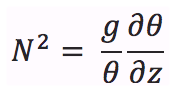 N² = g/θ ∂θ/∂z